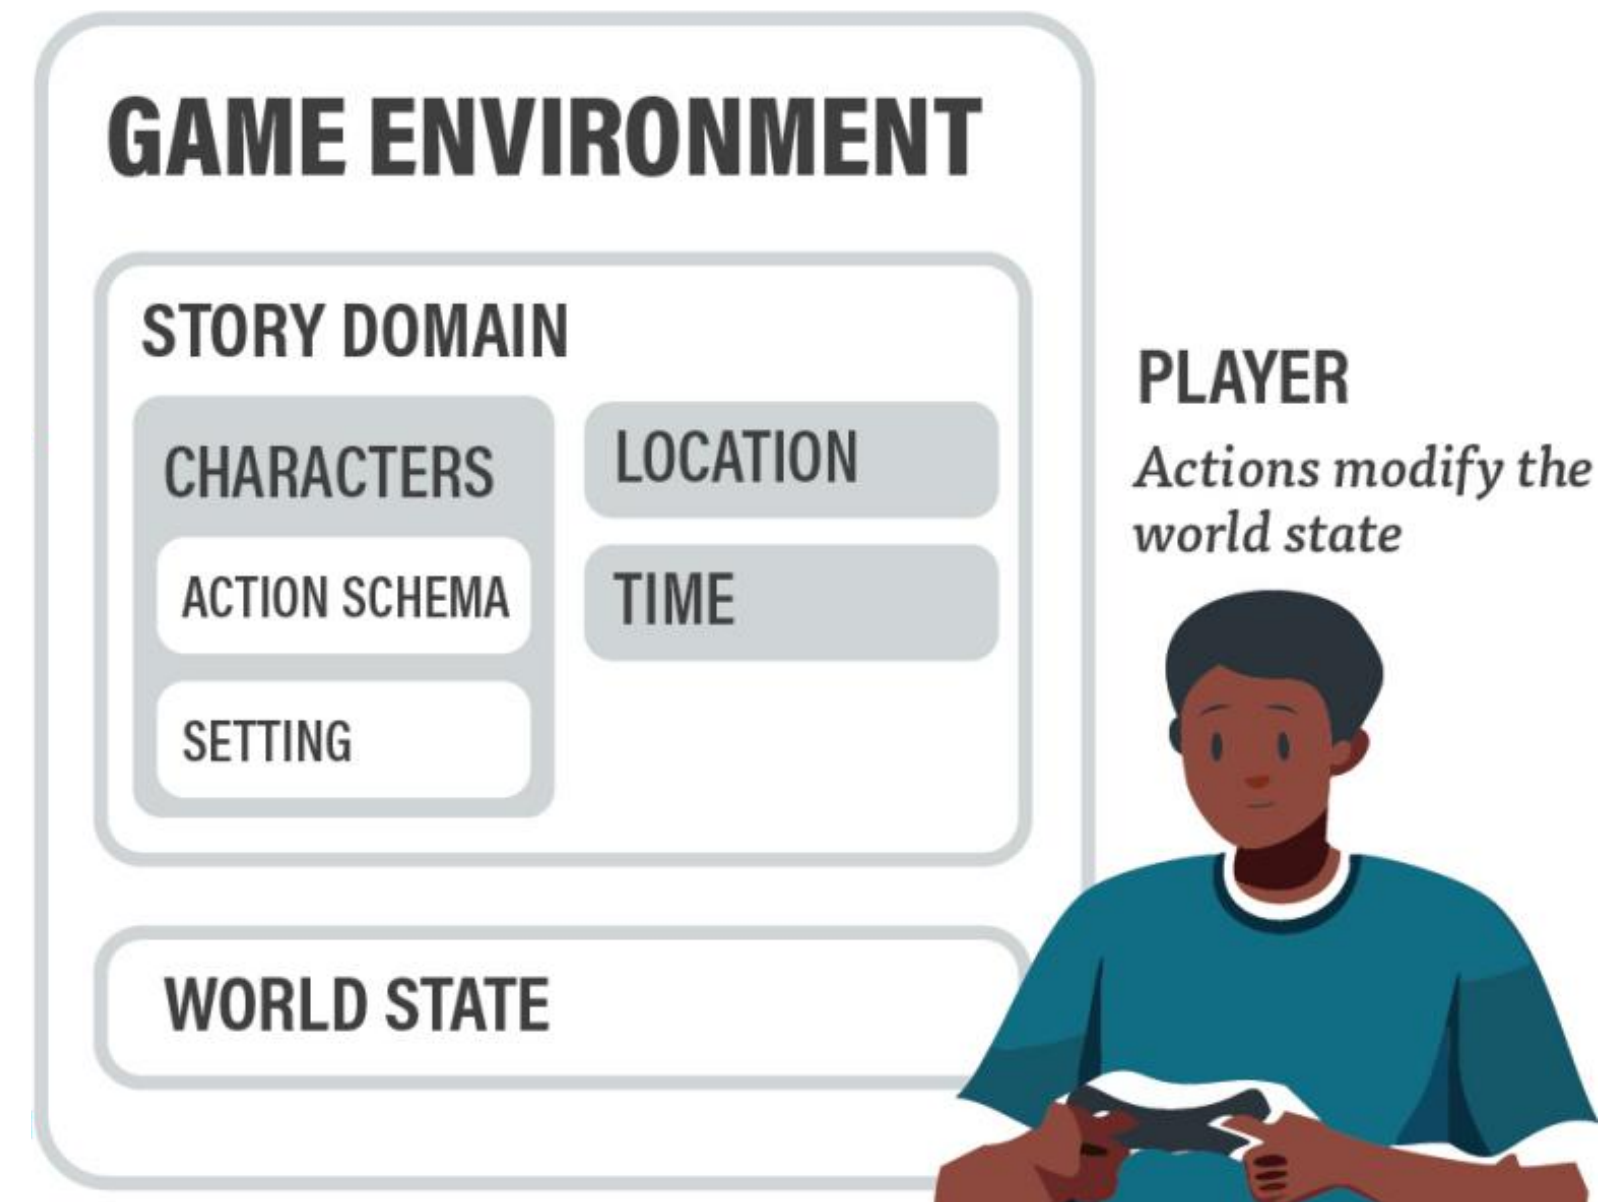 GAME ENVIRONMENT
STORY DOMAIN
CHARACTERS
ACTION SCHEMA
SETTING
LOCATION
TIME
WORLD STATE
PLAYER
Actions modify the
world state